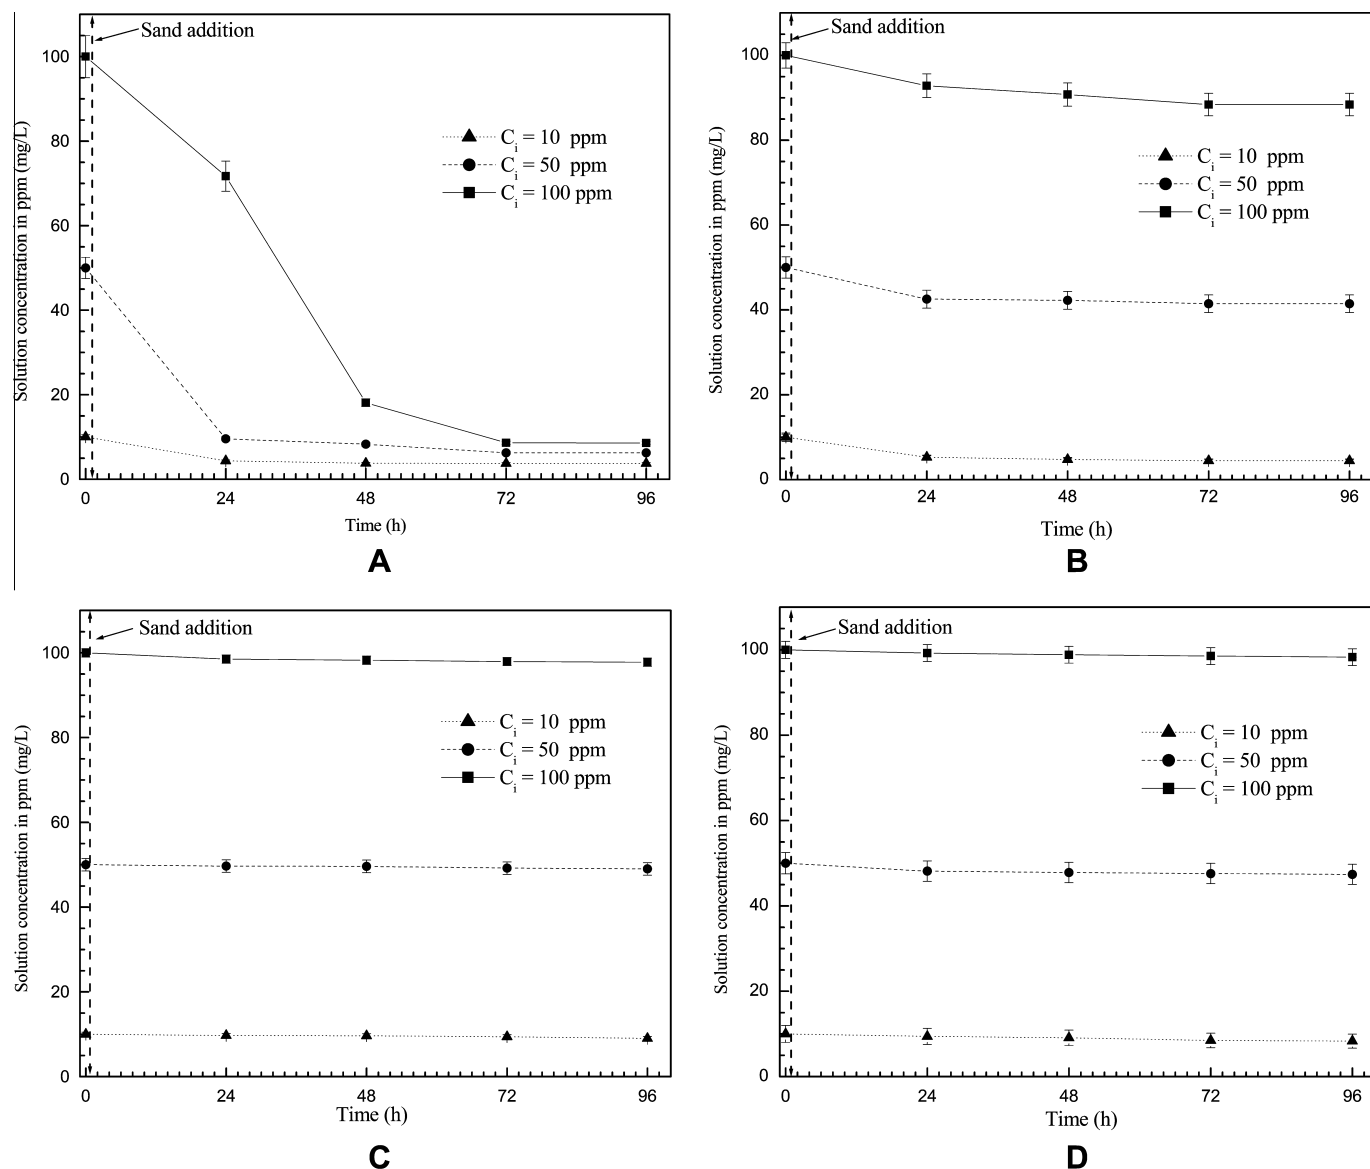 Sand addition
100
80
60
40
20
0
C_i = 10 ppm
C_i = 50 ppm
C_i = 100 ppm
Solution concentration in ppm (mg/L)
0 24 48 72 96
Time (h)
A
Sand addition
100
80
60
40
20
0
C_i = 10 ppm
C_i = 50 ppm
C_i = 100 ppm
Solution concentration in ppm (mg/L)
0 24 48 72 96
Time (h)
B
Sand addition
100
80
60
40
20
0
C_i = 10 ppm
C_i = 50 ppm
C_i = 100 ppm
Solution concentration in ppm (mg/L)
0 24 48 72 96
Time (h)
C
Sand addition
100
80
60
40
20
0
C_i = 10 ppm
C_i = 50 ppm
C_i = 100 ppm
Solution concentration in ppm (mg/L)
0 24 48 72 96
Time (h)
D